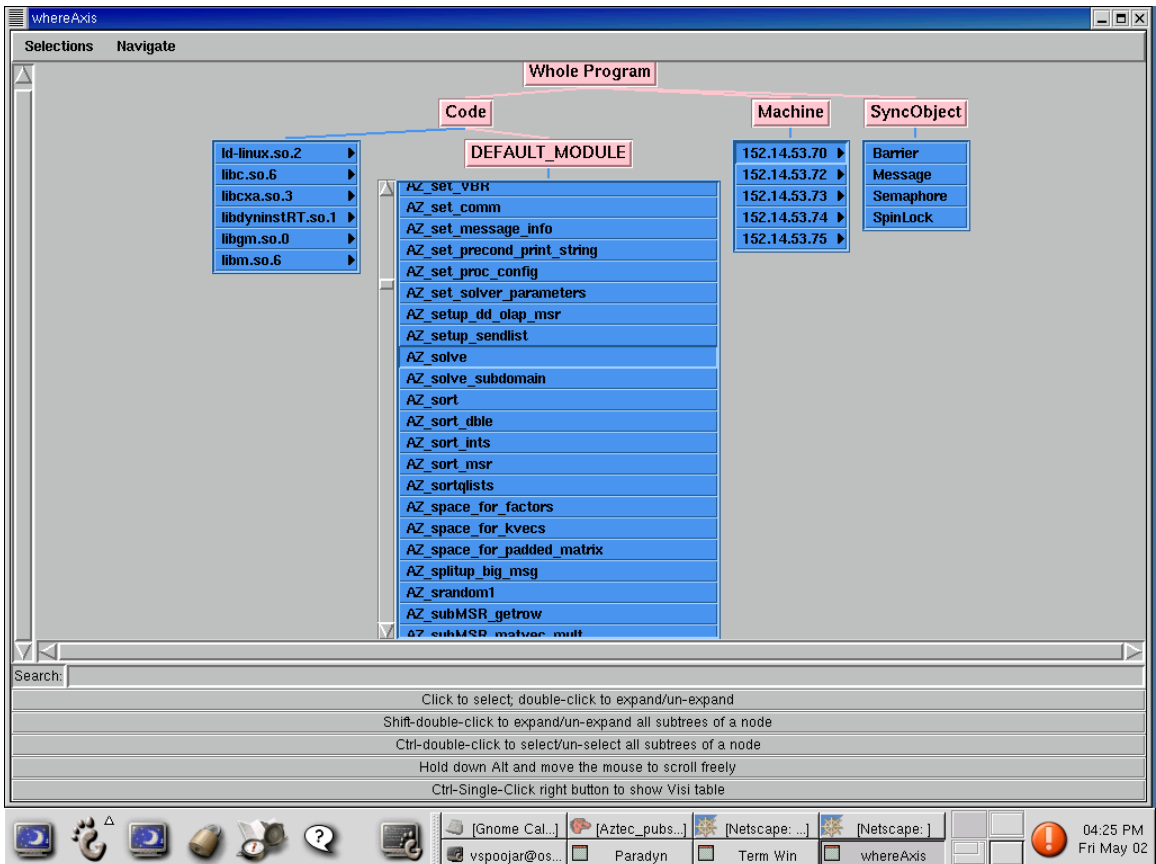 whereAxis
Selections Navigate
Whole Program
Code Machine SyncObject
DEFAULT_MODULE
ld-linux.so.2
libc.so.6
libcxa.so.3
libdyninstRT.so.1
libgm.so.0
libm.so.6
AZ_set_VBR
AZ_set_comm
AZ_set_message_info
AZ_set_precond_print_string
AZ_set_proc_config
AZ_set_solver_parameters
AZ_setup_dd_olap_msr
AZ_setup_sendlist
AZ_solve
AZ_solve_subdomain
AZ_sort
AZ_sort_dble
AZ_sort_ints
AZ_sort_msr
AZ_sortqlists
AZ_space_for_factors
AZ_space_for_kvecs
AZ_space_for_padded_matrix
AZ_splitup_big_msg
AZ_srandom1
AZ_subMSR_getrow
AZ_subMSR_matvec_mult
152.14.53.70
152.14.53.72
152.14.53.73
152.14.53.74
152.14.53.75
Barrier
Message
Semaphore
SpinLock
Search:
Click to select; double-click to expand/un-expand
Shift-double-click to expand/un-expand all subtrees of a node
Ctrl-double-click to select/un-select all subtrees of a node
Hold down Alt and move the mouse to scroll freely
Ctrl-Single-Click right button to show Visi table
[Gnome Cal...] [Aztec_pubs...] [Netscape: ...] [Netscape: ]
vspoojar@os... Paradyn Term Win whereAxis
04:25 PM
Fri May 02